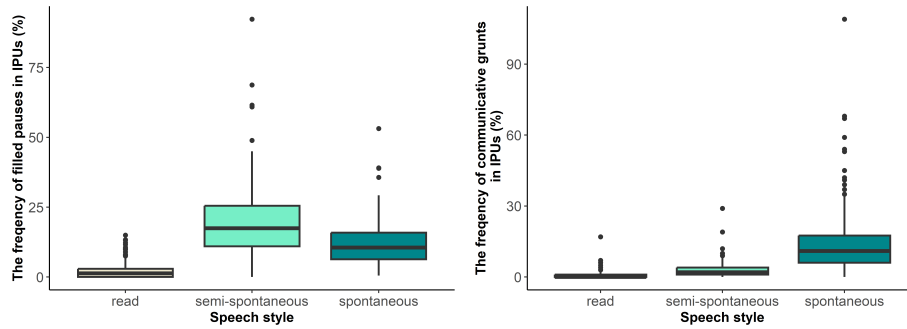 The freqency of filled pauses in IPUs (%)
75
50
25
0
read semi-spontaneous spontaneous
Speech style
The freqency of communicative grunts
in IPUs (%)
90
60
30
0
read semi-spontaneous spontaneous
Speech style